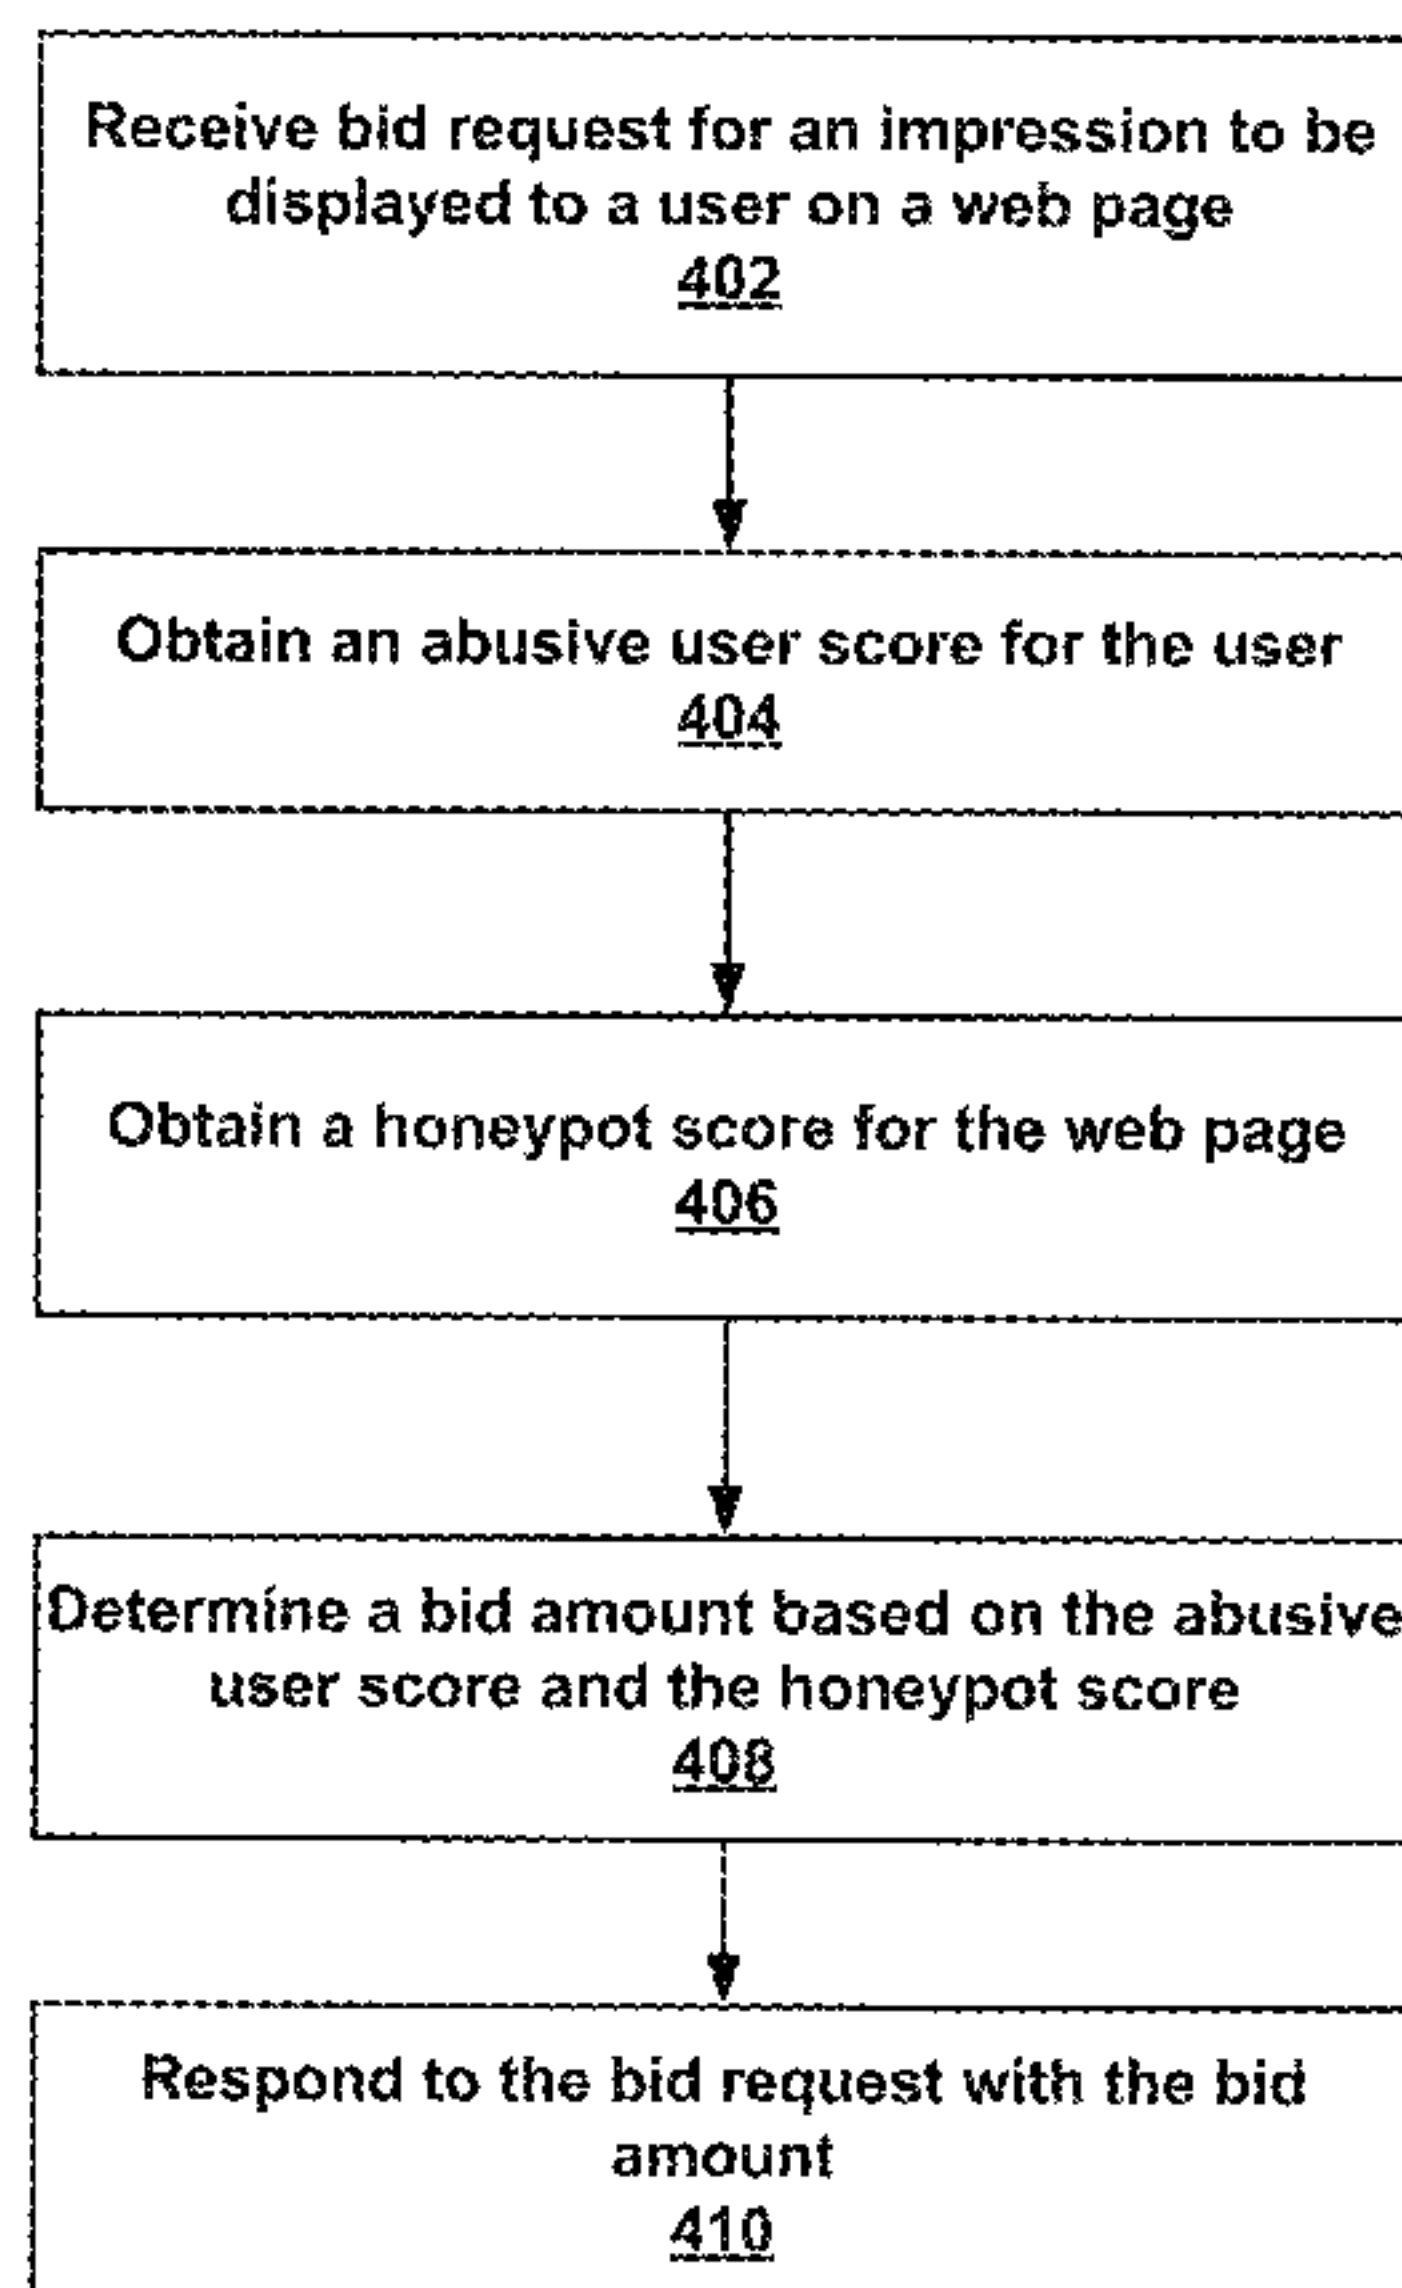 Receive bid request for an impression to be
displayed to a user on a web page
402
Obtain an abusive user score for the user
404
Obtain a honeypot score for the web page
406
Determine a bid amount based on the abusive
user score and the honeypot score
408
Respond to the bid request with the bid
amount
410